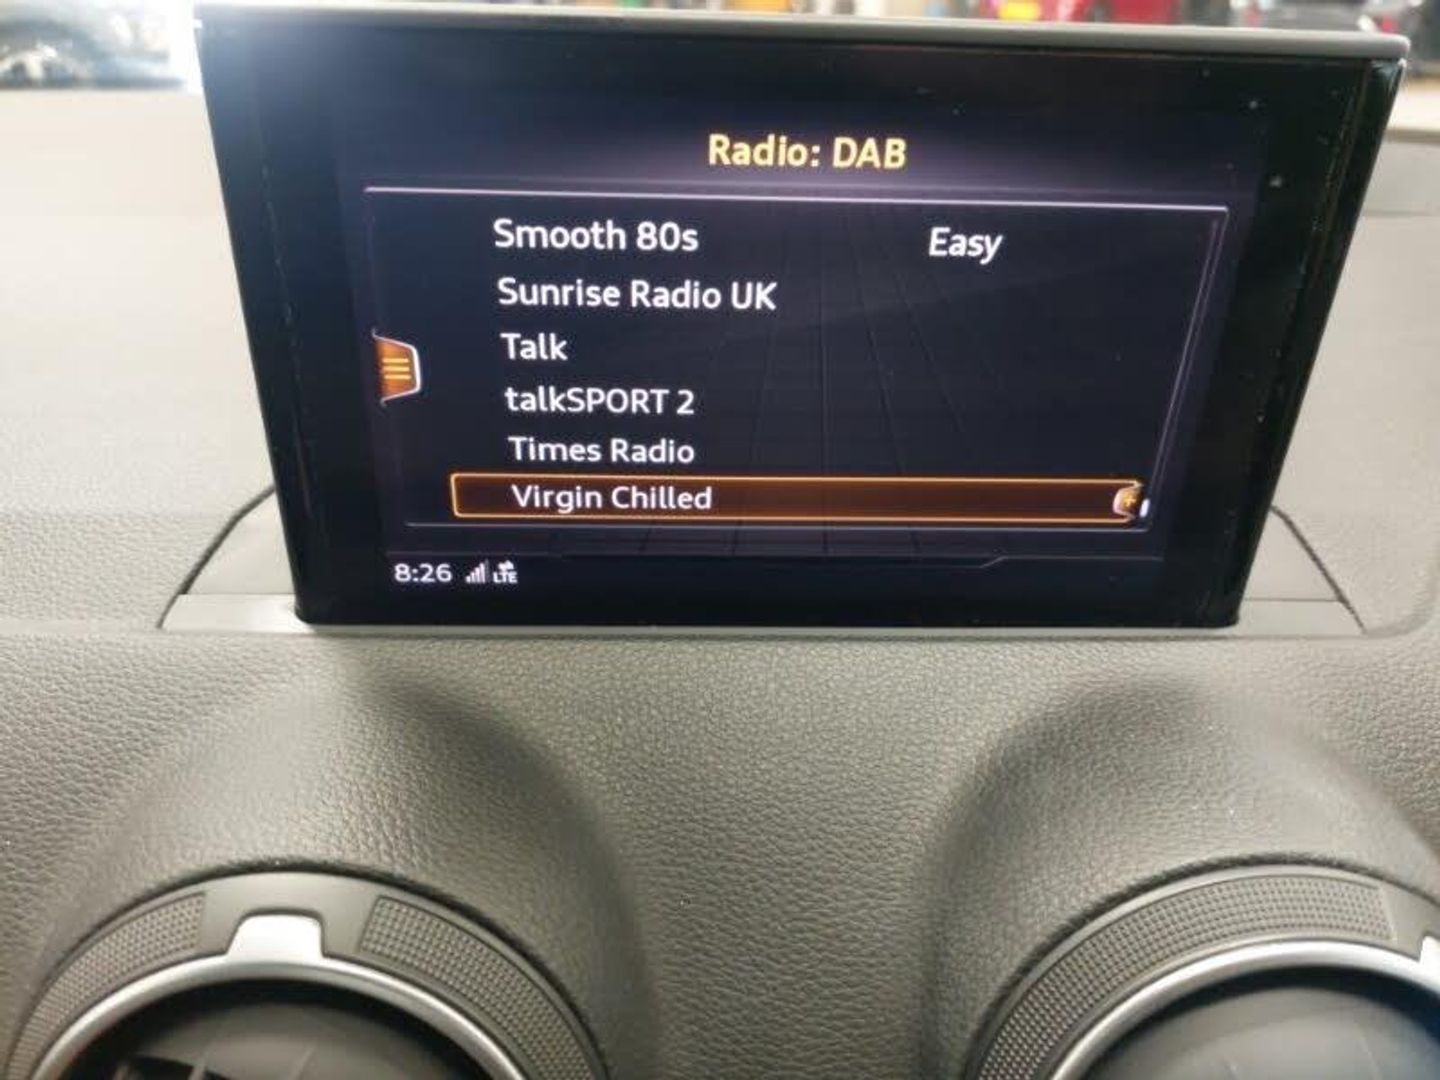 Radio: DAB
Smooth 80s Easy
Sunrise Radio UK
Talk
talkSPORT 2
Times Radio
Virgin Chilled
8:26 LTE